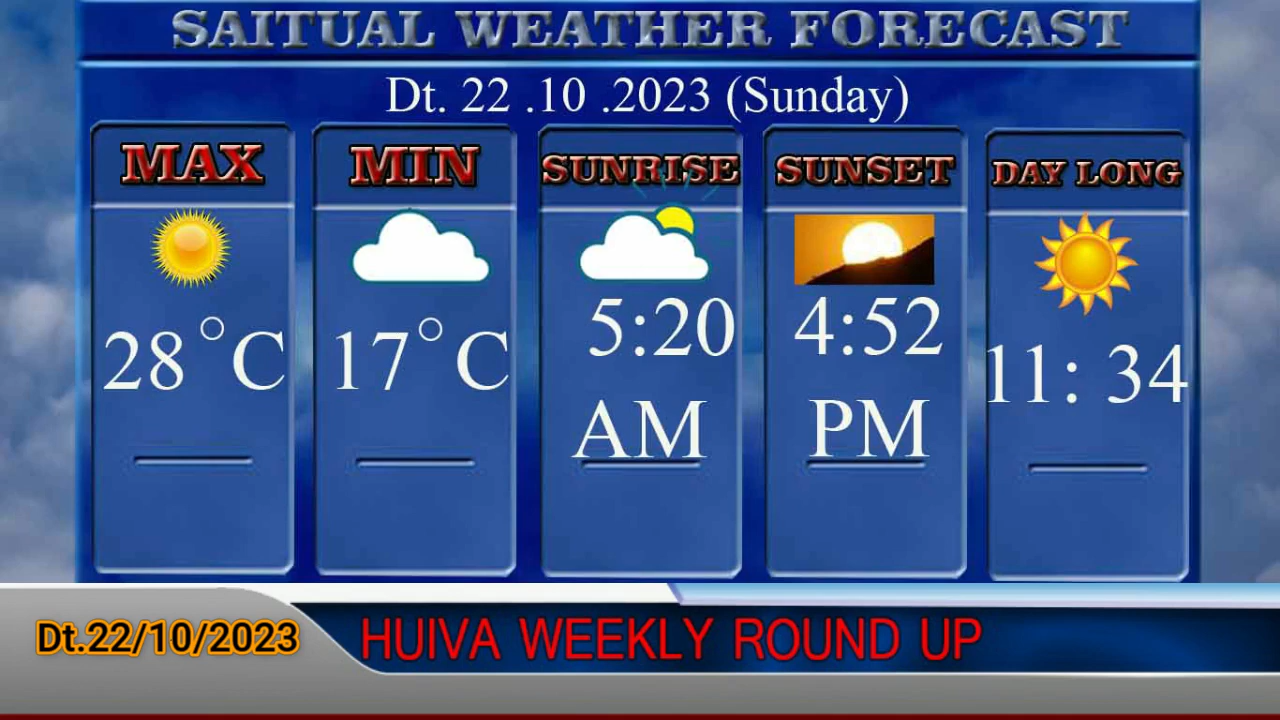 SAITUAL WEATHER FORECAST
Dt. 22 .10 .2023 (Sunday)
MAX
28°C
MIN
17°C
SUNRISE
5:20
AM
SUNSET
4:52
PM
DAY LONG
11: 34
Dt.22/10/2023
HUIVA WEEKLY ROUND UP